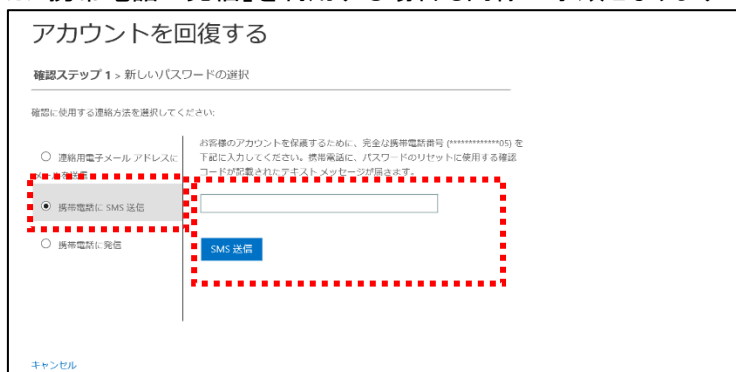 アカウントを回復する
確認ステップ 1 > 新しいパスワードの選択
確認に使用する連絡方法を選択してください:
連絡用電子メール アドレスに
メールを送信
携帯電話に SMS 送信
携帯電話に発信
お客様のアカウントを保護するために、完全な携帯電話番号 (*************05) を
下記に入力してください。携帯電話に、パスワードのリセットに使用する確認
コードが記載されたテキスト メッセージが届きます。
SMS 送信
キャンセル